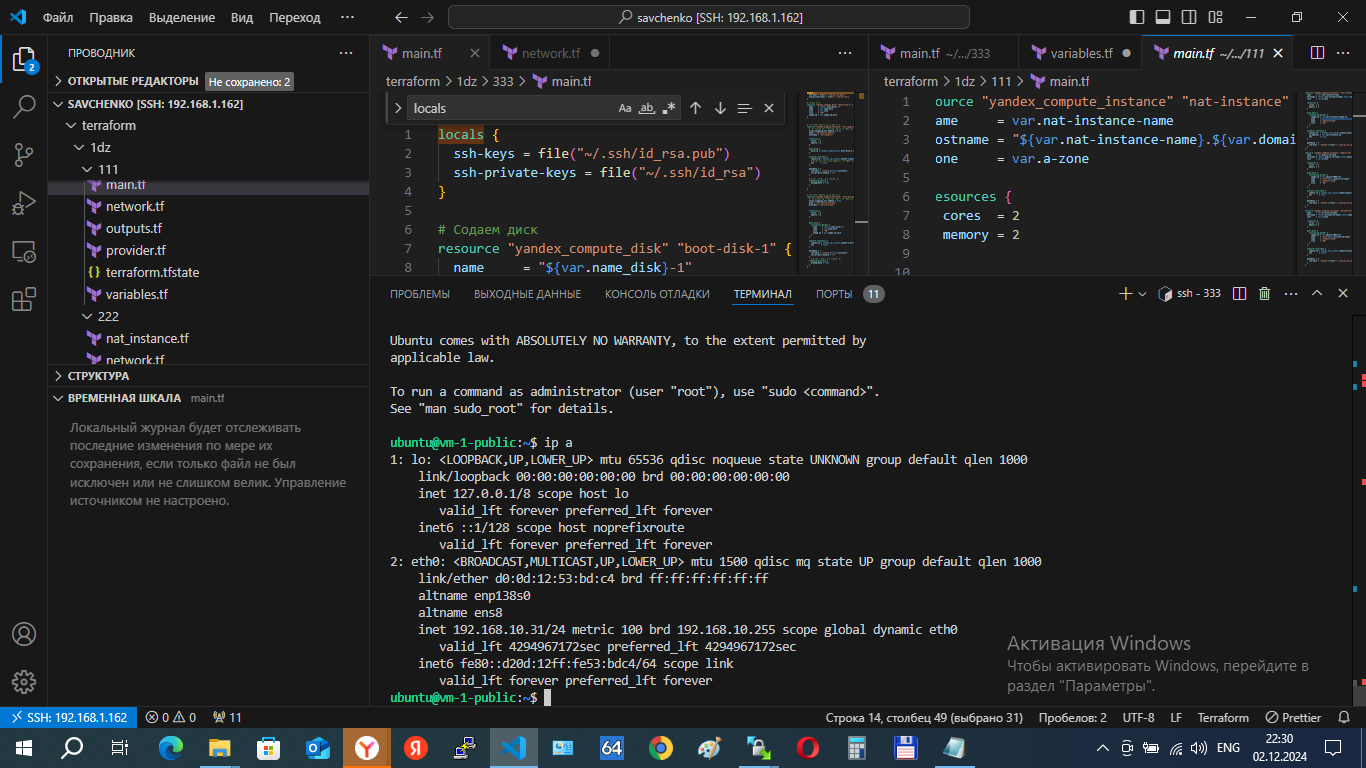 Файл Правка Выделение Вид Переход ···
savchenko [SSH: 192.168.1.162]
2
ПРОВОДНИК
ОТКРЫТЫЕ РЕДАКТОРЫ Не сохранено: 2
SAVCHENKO [SSH: 192.168.1.162]
terraform
1dz
111
main.tf
network.tf
outputs.tf
provider.tf
terraform.tfstate
variables.tf
222
nat_instance.tf
network.tf
СТРУКТУРА
ВРЕМЕННАЯ ШКАЛА main.tf
Локальный журнал будет отслеживать
последние изменения по мере их
сохранения, если только файл не был
исключен или не слишком велик. Управление
источником не настроено.
main.tf network.tf
terraform > 1dz > 333 > main.tf
locals Aa ab .*
1 locals {
2 ssh-keys = file("~/.ssh/id_rsa.pub")
3 ssh-private-keys = file("~/.ssh/id_rsa")
4 }
5
6 # Содаем диск
7 resource "yandex_compute_disk" "boot-disk-1" {
8 name = "${var.name_disk}-1"
main.tf ~/.../333 variables.tf main.tf ~/.../111
terraform > 1dz > 111 > main.tf
1 ource "yandex_compute_instance" "nat-instance"
2 ame = var.nat-instance-name
3 ostname = "${var.nat-instance-name}.${var.domai
4 one = var.a-zone
5
6 esources {
7 cores = 2
8 memory = 2
9
10
ПРОБЛЕМЫ ВЫХОДНЫЕ ДАННЫЕ КОНСОЛЬ ОТЛАДКИ ТЕРМИНАЛ ПОРТЫ 11
ssh - 333
Ubuntu comes with ABSOLUTELY NO WARRANTY, to the extent permitted by
applicable law.
To run a command as administrator (user "root"), use "sudo <command>".
See "man sudo_root" for details.
ubuntu@vm-1-public:~$ ip a
1: lo: <LOOPBACK,UP,LOWER_UP> mtu 65536 qdisc noqueue state UNKNOWN group default qlen 1000
link/loopback 00:00:00:00:00:00 brd 00:00:00:00:00:00
inet 127.0.0.1/8 scope host lo
valid_lft forever preferred_lft forever
inet6 ::1/128 scope host noprefixroute
valid_lft forever preferred_lft forever
2: eth0: <BROADCAST,MULTICAST,UP,LOWER_UP> mtu 1500 qdisc mq state UP group default qlen 1000
link/ether d0:0d:12:53:bd:c4 brd ff:ff:ff:ff:ff:ff
altname enp138s0
altname ens8
inet 192.168.10.31/24 metric 100 brd 192.168.10.255 scope global dynamic eth0
valid_lft 4294967172sec preferred_lft 4294967172sec
inet6 fe80::d20d:12ff:fe53:bdc4/64 scope link
valid_lft forever preferred_lft forever
ubuntu@vm-1-public:~$
Активация Windows
Чтобы активировать Windows, перейдите в
раздел "Параметры".
SSH: 192.168.1.162 0 0 11
Строка 14, столбец 49 (выбрано 31) Пробелов: 2 UTF-8 LF Terraform Prettier
64
ENG
22:30
02.12.2024